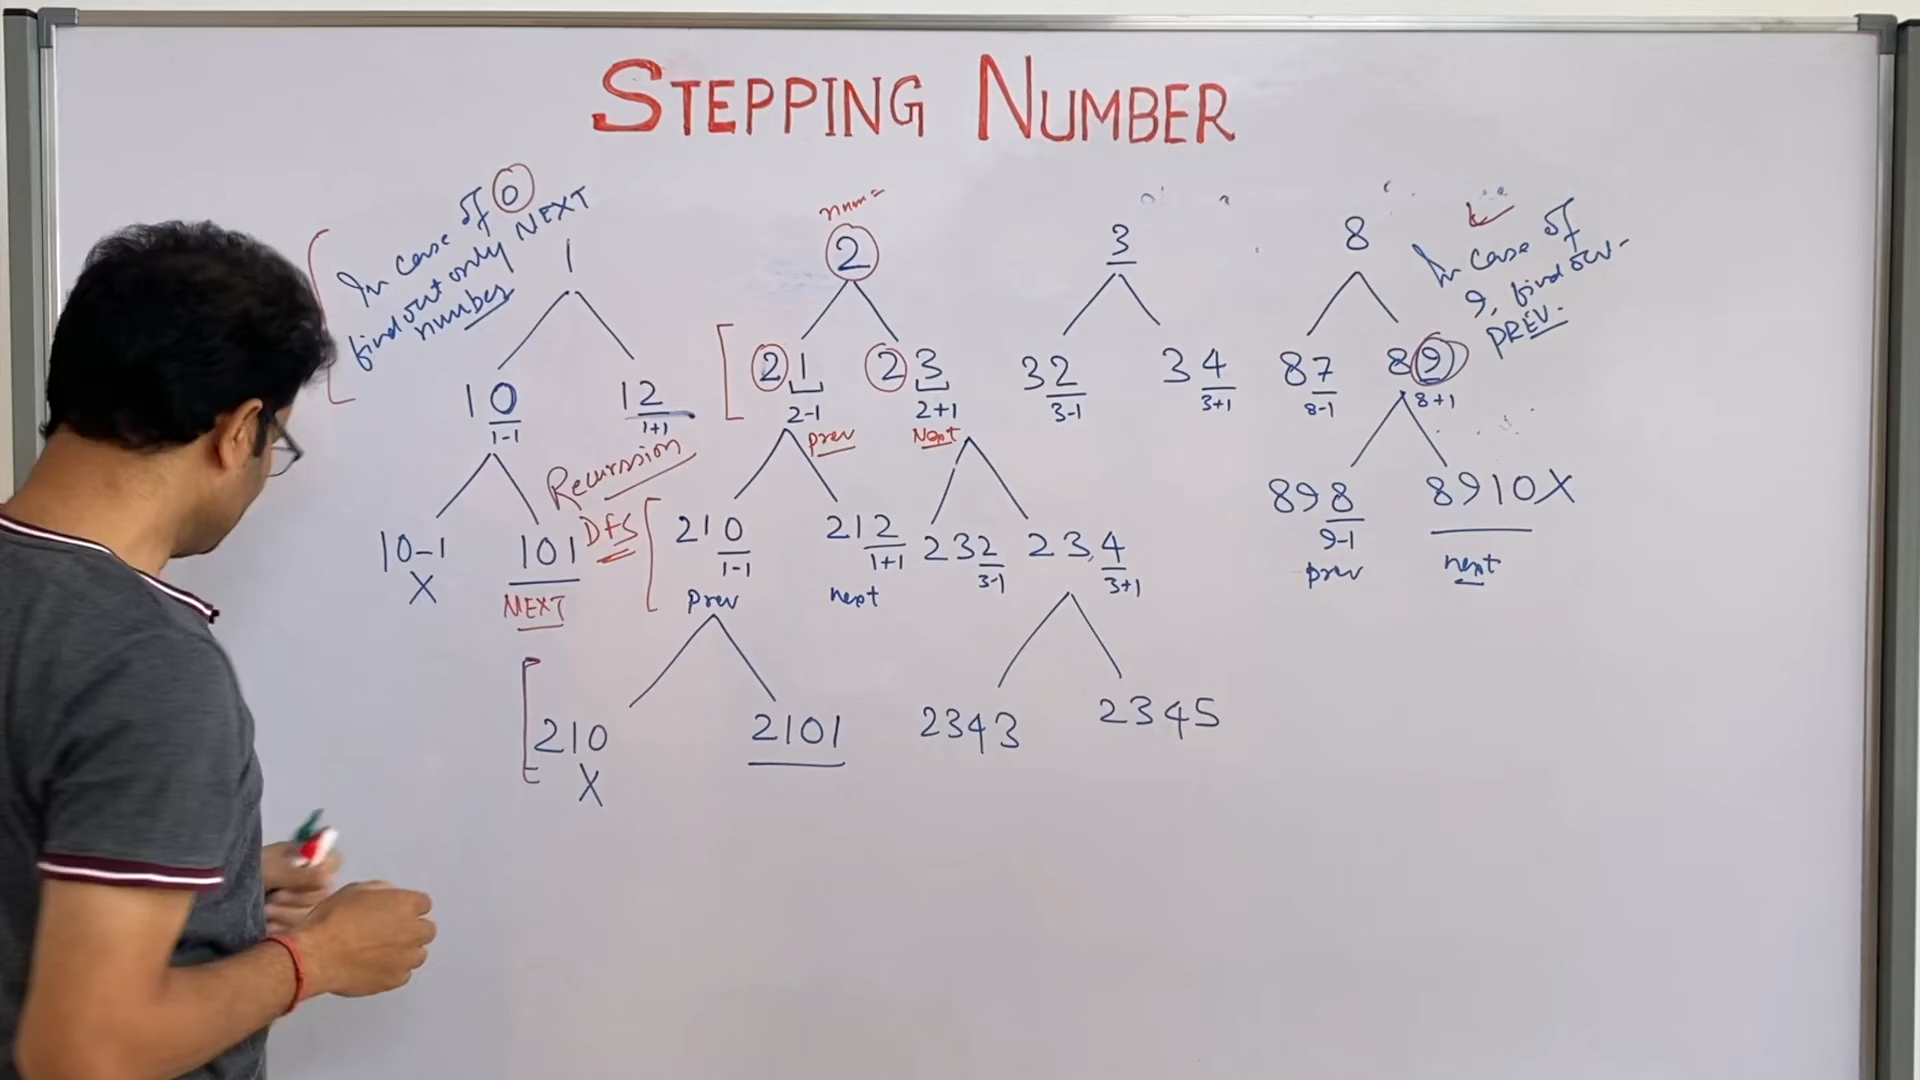 STEPPING NUMBER
In case of 0
find out only NEXT
number
1
10
1-1
12
1+1
10-1
X
101
NEXT
Recurssion
DFS
num=
2
21
2-1
prev
23
2+1
Next
210
1-1
prev
212
1+1
next
232
3-1
234
3+1
210
X
2101
2343
2345
3
32
3-1
34
3+1
8
87
8-1
89
8+1
898
9-1
prev
8910X
next
In case of
9, find
PREV.